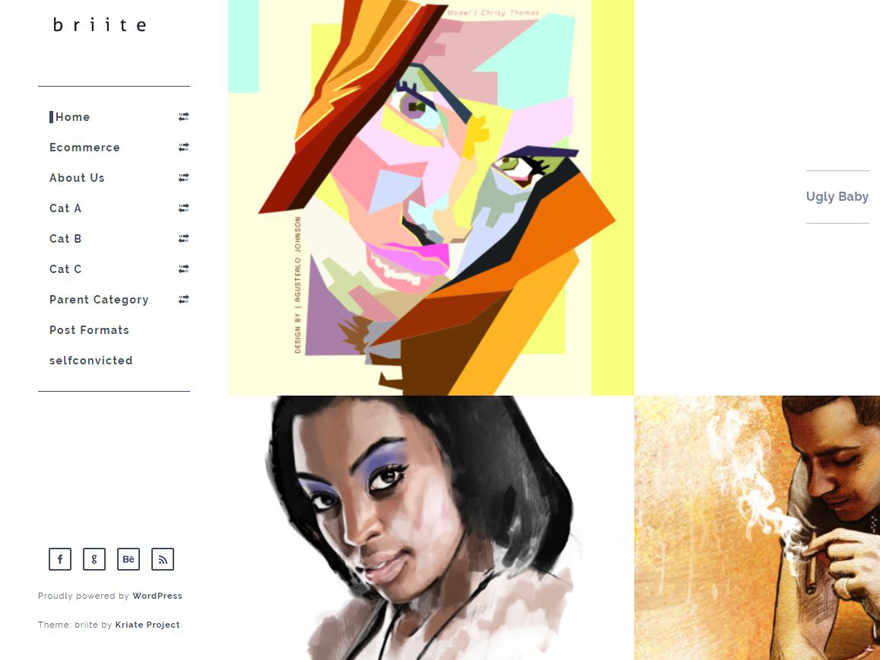 briite
Home
Ecommerce
About Us
Cat A
Cat B
Cat C
Parent Category
Post Formats
selfconvicted
f
g
Bē
Proudly powered by WordPress
Theme: briite by Kriate Project
Model | Chrisy Thomas
DESIGN BY | AGUSTERLO JOHNSON
Ugly Baby